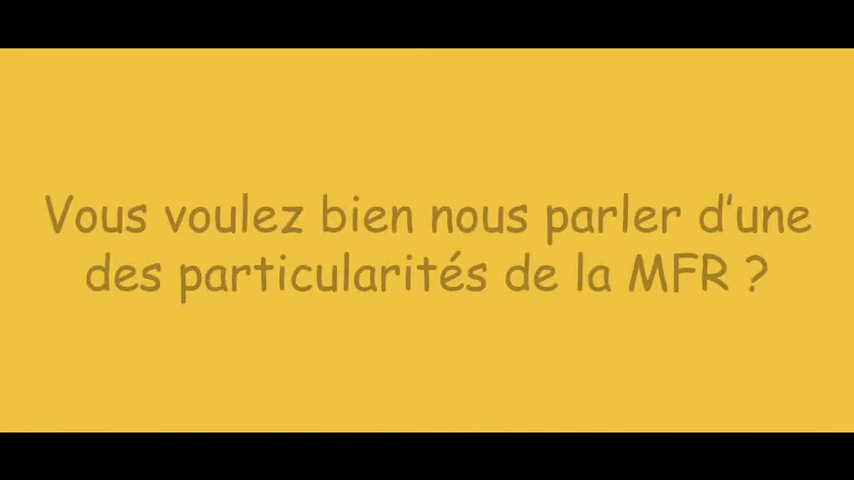 Vous voulez bien nous parler d’une
des particularités de la MFR ?